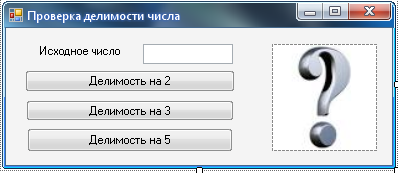 Проверка делимости числа
Исходное число
Делимость на 2
Делимость на 3
Делимость на 5